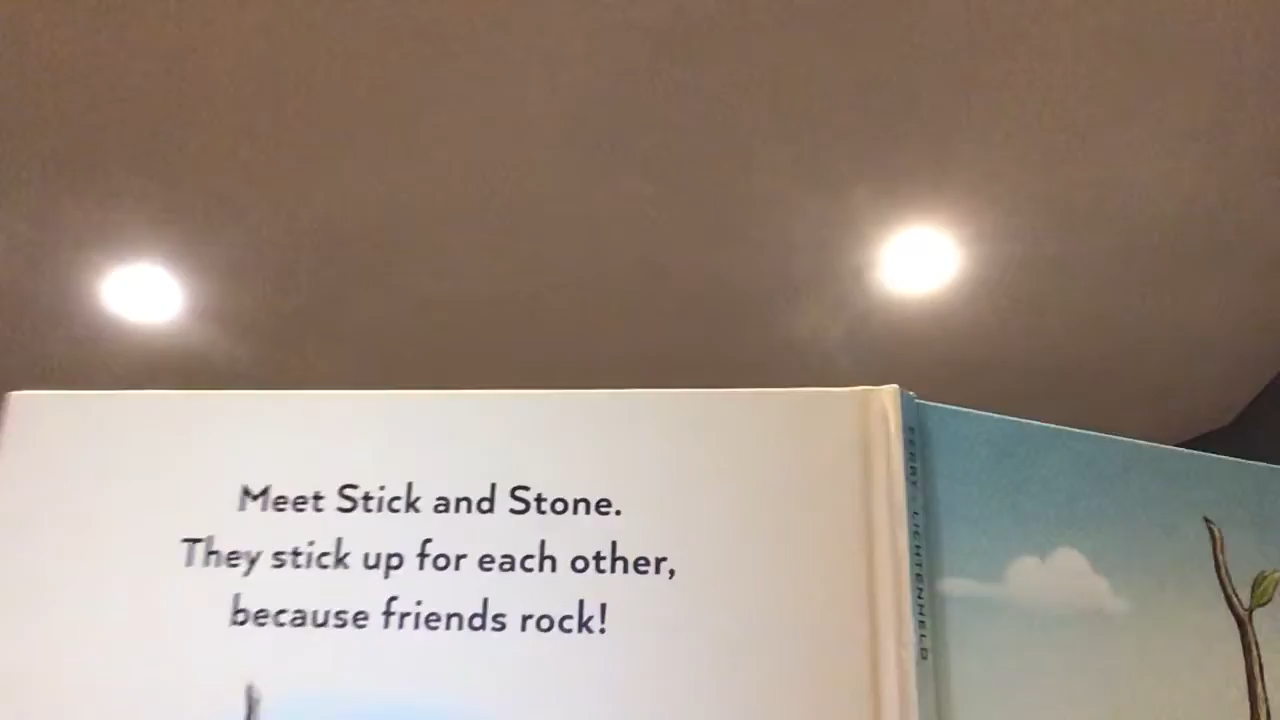 Meet Stick and Stone.
They stick up for each other,
because friends rock!
FERRY · LICHTENHELD